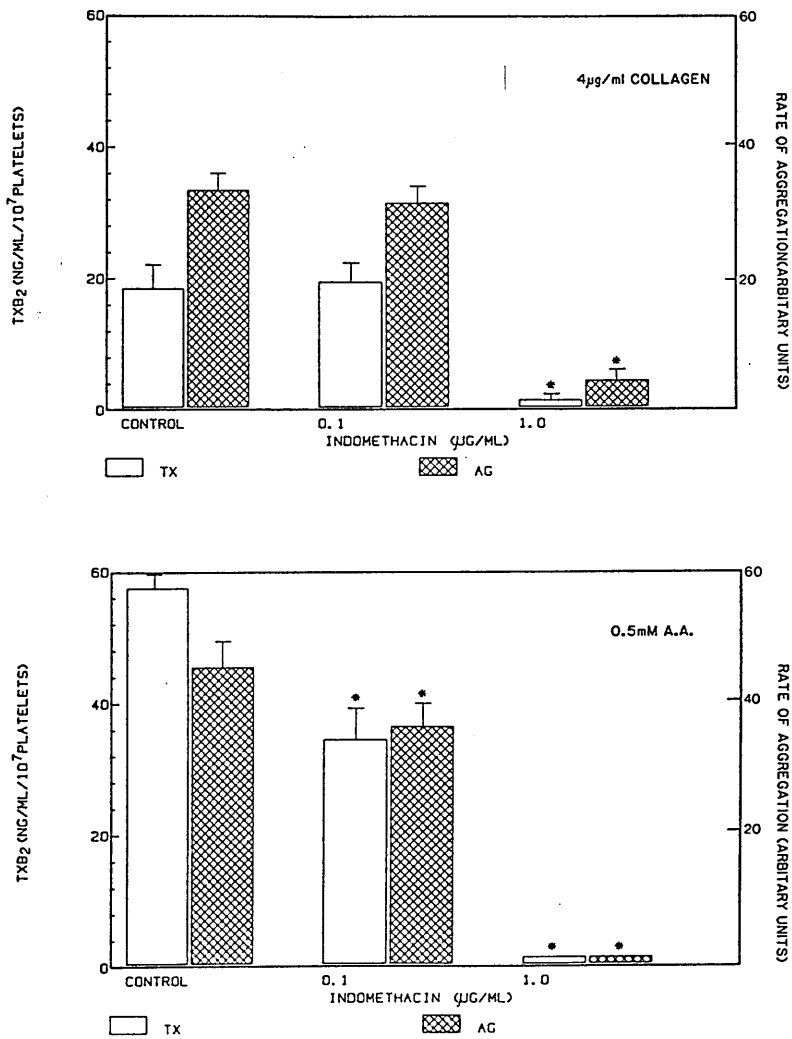 60
60
4µg/ml COLLAGEN
TXB2 (NG/ML/10^7 PLATELETS)
RATE OF AGGREGATION(ARBITARY UNITS)
40
40
20
20
*
*
0
CONTROL
0.1
1.0
INDOMETHACIN (µG/ML)
TX
AG
60
60
0.5mM A.A.
TXB2 (NG/ML/10^7 PLATELETS)
RATE OF AGGREGATION (ARBITARY UNITS)
40
*
*
40
20
20
*
*
0
CONTROL
0.1
1.0
INDOMETHACIN (µG/ML)
TX
AG